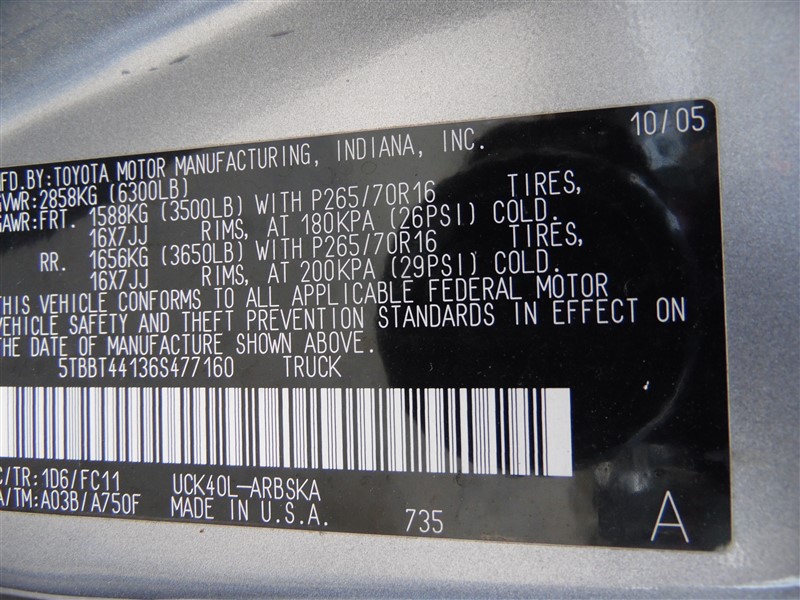 10/05
FD.BY:TOYOTA MOTOR MANUFACTURING, INDIANA, INC.
GVWR:2858KG (6300LB)
GAWR:FRT. 1588KG (3500LB) WITH P265/70R16 TIRES,
16X7JJ RIMS, AT 180KPA (26PSI) COLD.
RR. 1656KG (3650LB) WITH P265/70R16 TIRES,
16X7JJ RIMS, AT 200KPA (29PSI) COLD.
THIS VEHICLE CONFORMS TO ALL APPLICABLE FEDERAL MOTOR
VEHICLE SAFETY AND THEFT PREVENTION STANDARDS IN EFFECT ON
THE DATE OF MANUFACTURE SHOWN ABOVE.
5TBBT44136S477160 TRUCK
C/TR:1D6/FC11 UCK40L-ARBSKA
A/TM:A03B/A750F MADE IN U.S.A. 735 A